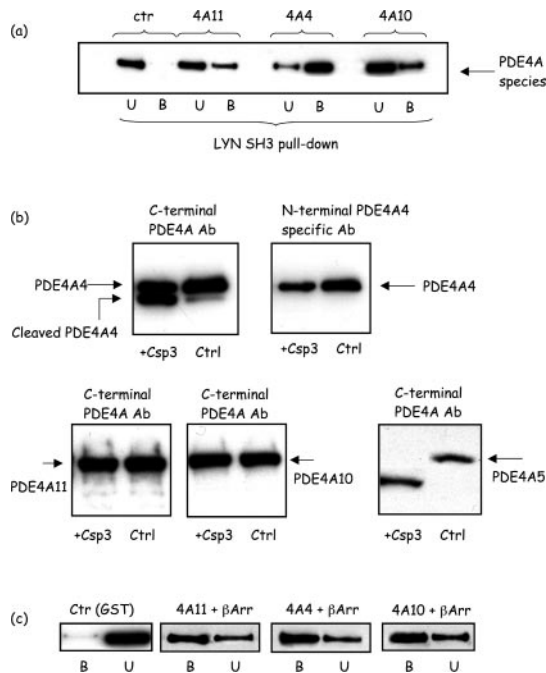 (a)
ctr 4A11 4A4 4A10
PDE4A
species
U B U B U B U B
LYN SH3 pull-down
(b)
C-terminal
PDE4A Ab
N-terminal PDE4A4
specific Ab
PDE4A4
Cleaved PDE4A4
PDE4A4
+Csp3 Ctrl
+Csp3 Ctrl
C-terminal
PDE4A Ab
C-terminal
PDE4A Ab
C-terminal
PDE4A Ab
PDE4A11
PDE4A10
PDE4A5
+Csp3 Ctrl
+Csp3 Ctrl
+Csp3 Ctrl
(c)
Ctr (GST) 4A11 + βArr 4A4 + βArr 4A10 + βArr
B U B U B U B U